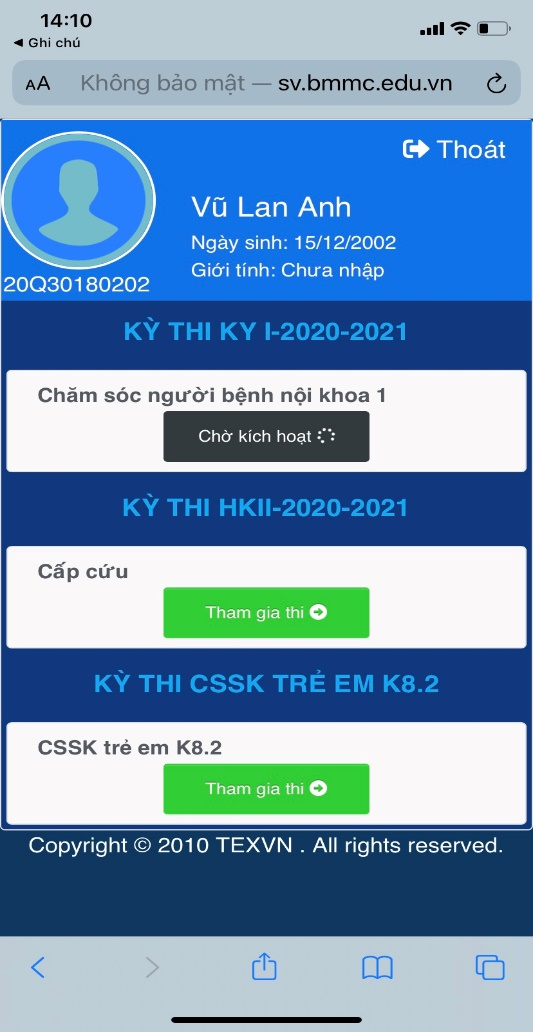 14:10
◄ Ghi chú
AA Không bảo mật — sv.bmmc.edu.vn
Thoát
Vũ Lan Anh
Ngày sinh: 15/12/2002
Giới tính: Chưa nhập
20Q30180202
KỲ THI KY I-2020-2021
Chăm sóc người bệnh nội khoa 1
Chờ kích hoạt
KỲ THI HKII-2020-2021
Cấp cứu
Tham gia thi
KỲ THI CSSK TRẺ EM K8.2
CSSK trẻ em K8.2
Tham gia thi
Copyright © 2010 TEXVN . All rights reserved.